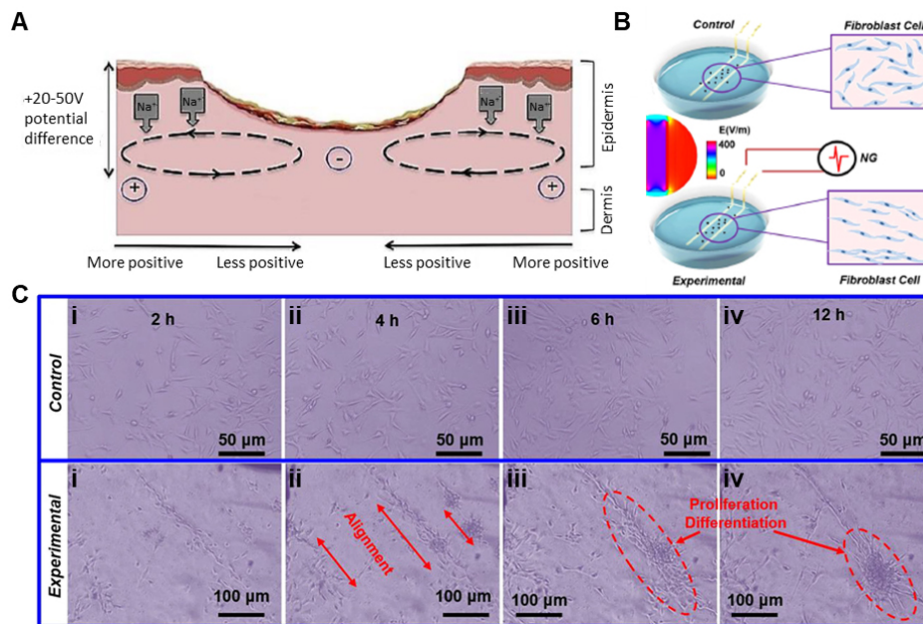 A
+20-50V
potential
difference
Na⁺
Na⁺
Na⁺
Na⁺
+
-
+
Epidermis
Dermis
More positive
Less positive
Less positive
More positive
B
Control
Fibroblast Cell
E(V/m)
400
0
NG
Experimental
Fibroblast Cell
C
Control
i
2 h
50 µm
ii
4 h
50 µm
iii
6 h
50 µm
iv
12 h
50 µm
Experimental
i
100 µm
ii
Alignment
100 µm
iii
Proliferation
Differentiation
100 µm
iv
100 µm